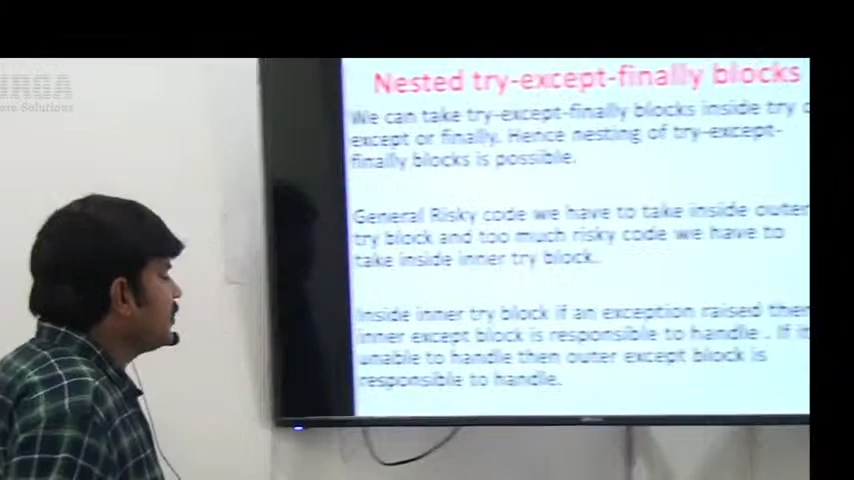 URGA
Solutions
Nested try-except-finally blocks
We can take try-except-finally blocks inside try
except or finally. Hence nesting of try-except-
finally blocks is possible.
General Risky code we have to take inside outer
try block and too much risky code we have to
take inside inner try block.
Inside inner try block if an exception raised then
inner except block is responsible to handle . If it
unable to handle then outer except block is
responsible to handle.